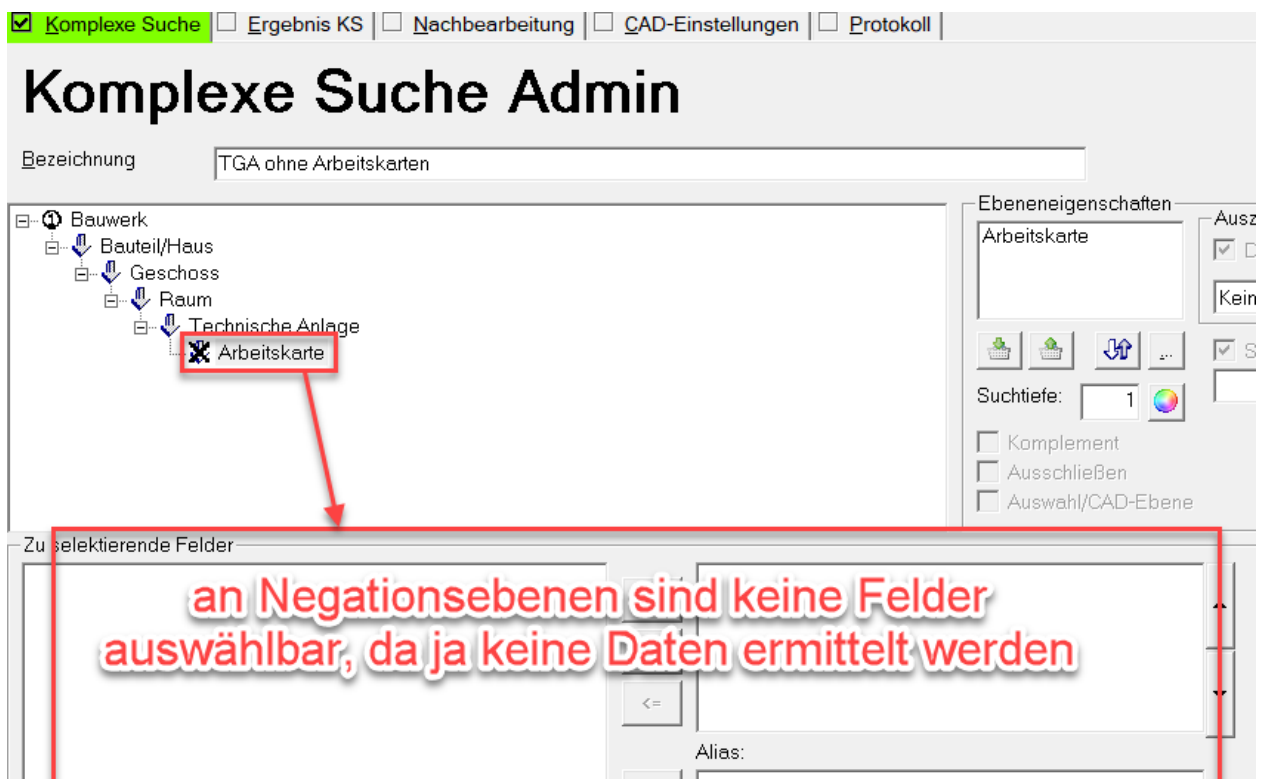 Komplexe Suche Ergebnis KS Nachbearbeitung CAD-Einstellungen Protokoll
Komplexe Suche Admin
Bezeichnung TGA ohne Arbeitskarten
Bauwerk
Bauteil/Haus
Geschoss
Raum
Technische Anlage
Arbeitskarte
Ebeneneigenschaften
Arbeitskarte
Ausz
D
Kein
...
S
Suchtiefe: 1
Komplement
Ausschließen
Auswahl/CAD-Ebene
Zu selektierende Felder
an Negationsebenen sind keine Felder
auswählbar, da ja keine Daten ermittelt werden
<=
Alias: